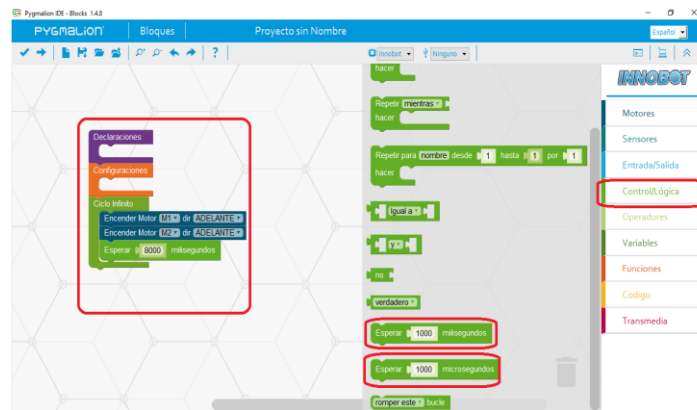 Pygmalion IDE - Blocks 1.4.8
PYGMALION
Bloques
Proyecto sin Nombre
Español
Innobot
Ninguno
INNOBOT
Declaraciones
Configuraciones
Ciclo Infinito
Encender Motor M1 dir ADELANTE
Encender Motor M2 dir ADELANTE
Esperar 8000 milisegundos
hacer
Repetir mientras
hacer
Repetir para nombre desde 1 hasta 1 por 1
hacer
Igual a
y
no
verdadero
Esperar 1000 milisegundos
Esperar 1000 microsegundos
romper este bucle
Motores
Sensores
Entrada/Salida
Control/Lógica
Operadores
Variables
Funciones
Codigo
Transmedia